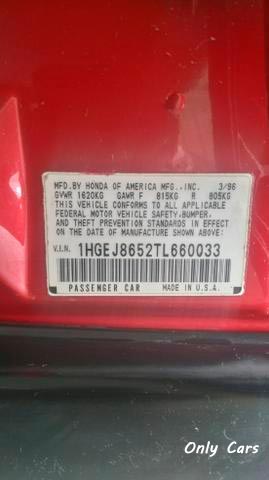 MFD. BY HONDA OF AMERICA MFG.,INC. 3/96
GVWR 1620KG GAWR F 815KG R 805KG
THIS VEHICLE CONFORMS TO ALL APPLICABLE
FEDERAL MOTOR VEHICLE SAFETY,BUMPER,
AND THEFT PREVENTION STANDARDS IN EFFECT
ON THE DATE OF MANUFACTURE SHOWN ABOVE.
V.I.N. 1HGEJ8652TL660033
PASSENGER CAR MADE IN U.S.A.
Only Cars